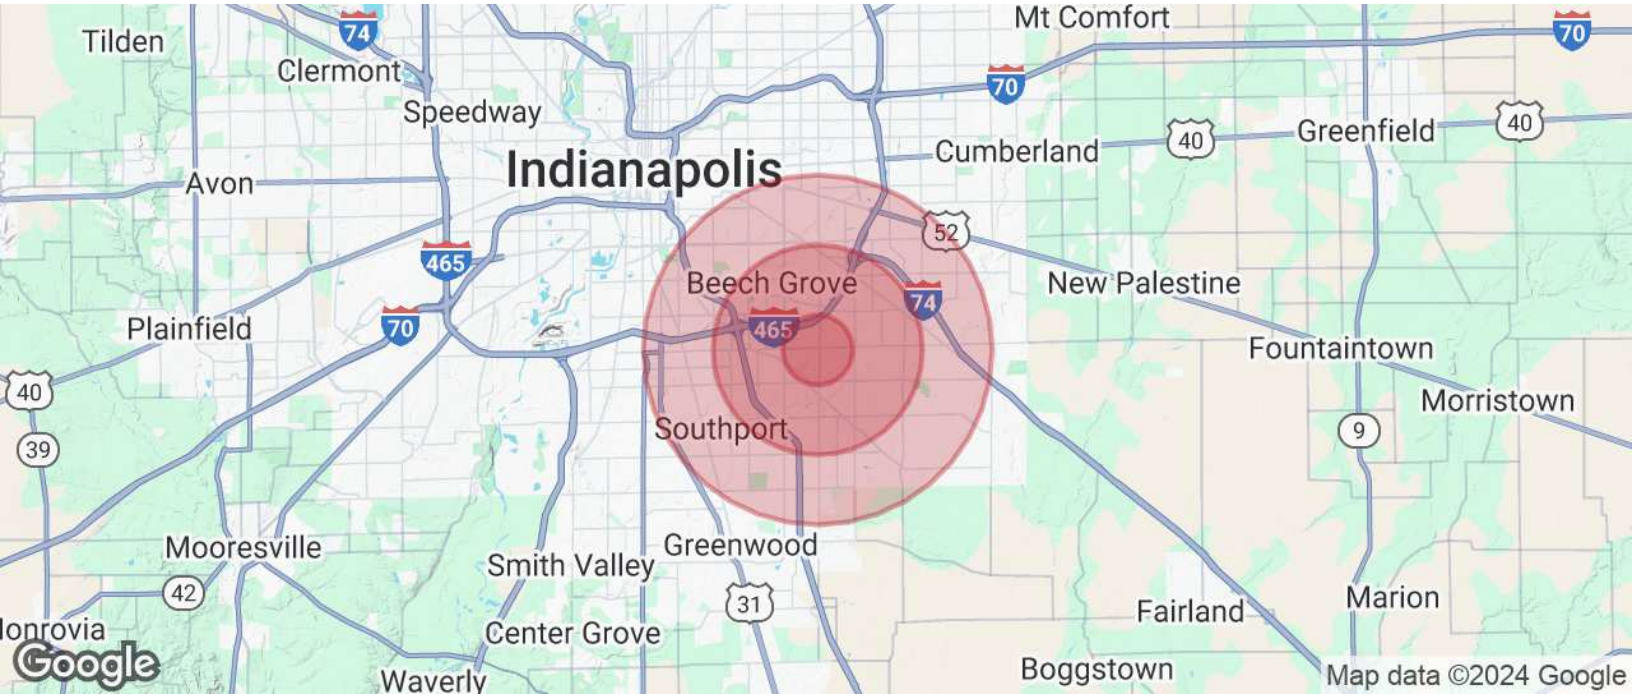 Mt Comfort
74
70
Tilden
Clermont
70
Speedway
40
Greenfield
40
Cumberland
Indianapolis
Avon
52
465
Beech Grove
New Palestine
74
70
Plainfield
465
Fountaintown
40
Morristown
Southport
9
39
Mooresville
Greenwood
Smith Valley
42
31
Marion
Fairland
onrovia
Center Grove
Google
Boggstown
Map data ©2024 Google
Waverly